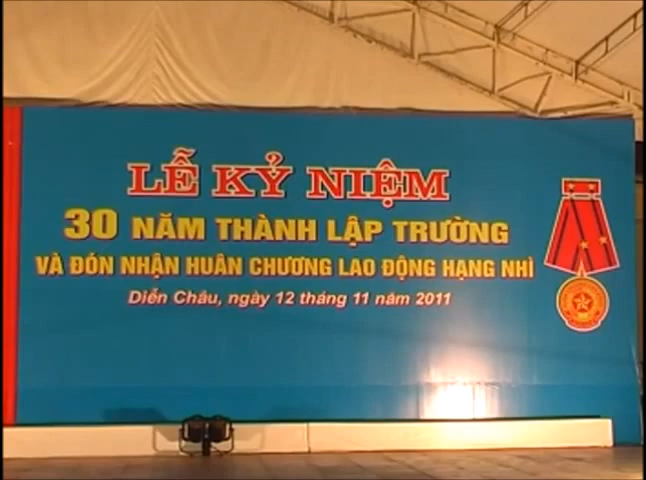 LỄ KỶ NIỆM
30 NĂM THÀNH LẬP TRƯỜNG
VÀ ĐÓN NHẬN HUÂN CHƯƠNG LAO ĐỘNG HẠNG NHÌ
Diễn Châu, ngày 12 tháng 11 năm 2011